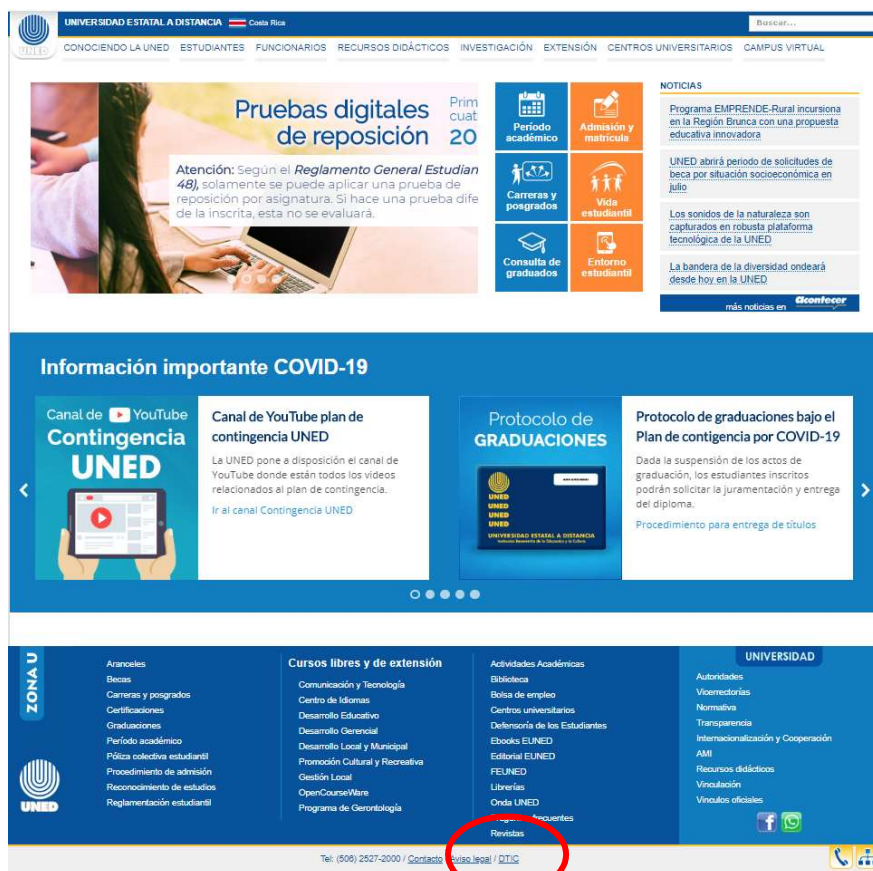 UNIVERSIDAD ESTATAL A DISTANCIA Costa Rica
Buscar...
UNED
CONOCIENDO LA UNED ESTUDIANTES FUNCIONARIOS RECURSOS DIDÁCTICOS INVESTIGACIÓN EXTENSIÓN CENTROS UNIVERSITARIOS CAMPUS VIRTUAL
Pruebas digitales
de reposición
Prim
cuat
20
Atención: Según el Reglamento General Estudian
48), solamente se puede aplicar una prueba de
reposición por asignatura. Si hace una prueba dife
de la inscrita, esta no se evaluará.
Período
académico
Admisión y
matrícula
Carreras y
posgrados
Vida
estudiantil
Consulta de
graduados
Entorno
estudiantil
NOTICIAS
Programa EMPRENDE-Rural incursiona
en la Región Brunca con una propuesta
educativa innovadora
UNED abrirá periodo de solicitudes de
beca por situación socioeconómica en
julio
Los sonidos de la naturaleza son
capturados en robusta plataforma
tecnológica de la UNED
La bandera de la diversidad ondeará
desde hoy en la UNED
más noticias en acontecer
Información importante COVID-19
Canal de YouTube
Contingencia
UNED
Canal de YouTube plan de
contingencia UNED
La UNED pone a disposición el canal de
YouTube donde están todos los videos
relacionados al plan de contingencia.
Ir al canal Contingencia UNED
Protocolo de
GRADUACIONES
UNED
UNED
UNED
UNED
UNIVERSIDAD ESTATAL A DISTANCIA
Protocolo de graduaciones bajo el
Plan de contigencia por COVID-19
Dada la suspensión de los actos de
graduación, los estudiantes inscritos
podrán solicitar la juramentación y entrega
del diploma.
Procedimiento para entrega de títulos
ZONA U
Aranceles
Becas
Carreras y posgrados
Certificaciones
Graduaciones
Período académico
Póliza colectiva estudiantil
Procedimiento de admisión
Reconocimiento de estudios
Reglamentación estudiantil
UNED
Cursos libres y de extensión
Comunicación y Tecnología
Centro de Idiomas
Desarrollo Educativo
Desarrollo Gerencial
Desarrollo Local y Municipal
Promoción Cultural y Recreativa
Gestión Local
OpenCourseWare
Programa de Gerontología
Actividades Académicas
Biblioteca
Bolsa de empleo
Centros universitarios
Defensoría de los Estudiantes
Ebooks EUNED
Editorial EUNED
FEUNED
Librerías
Onda UNED
frecuentes
Revistas
UNIVERSIDAD
Autoridades
Vicerrectorías
Normativa
Transparencia
Internacionalización y Cooperación
AMI
Recursos didácticos
Vinculación
Vínculos oficiales
Tel: (506) 2527-2000 / Contacto / Aviso legal / DTIC